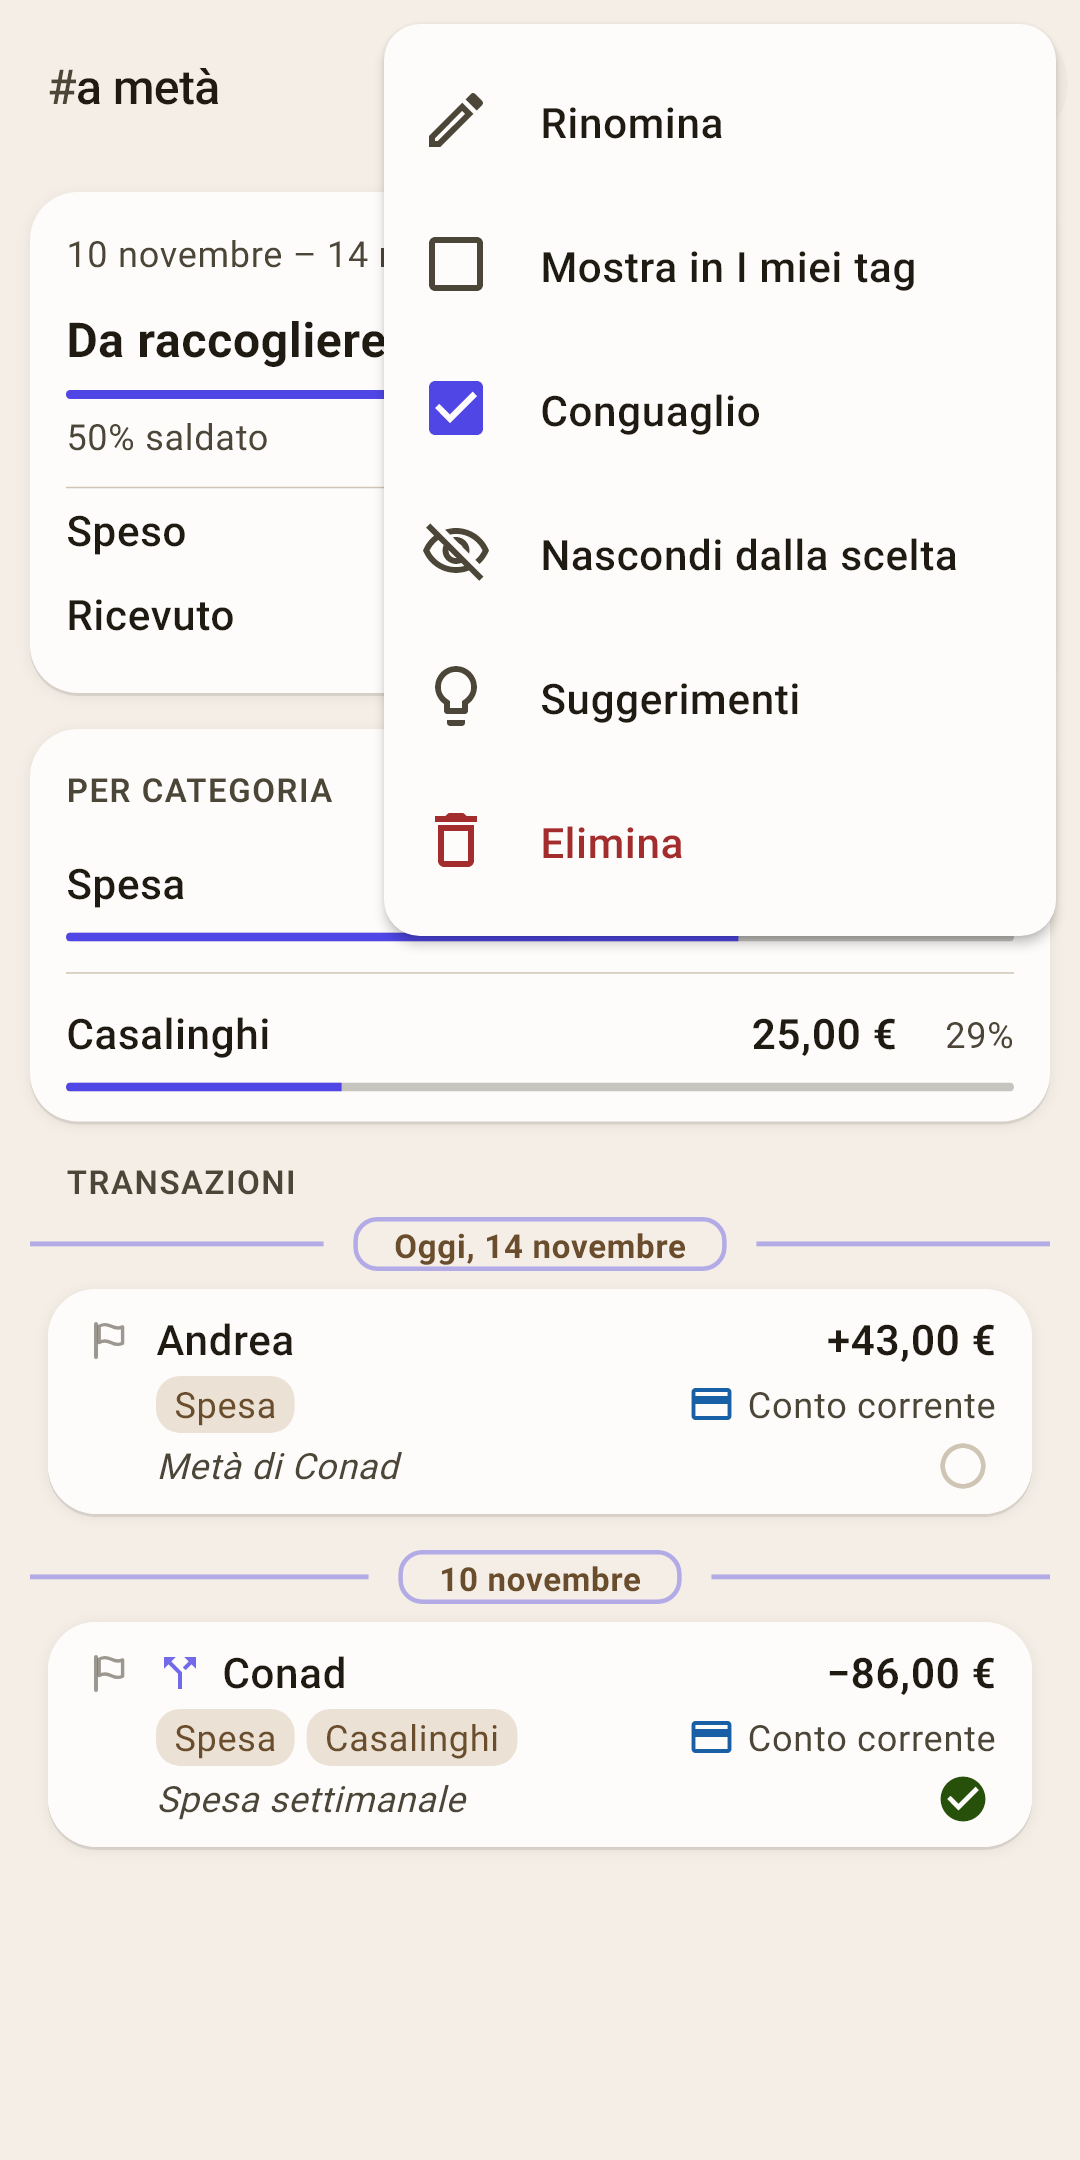 #a metà
Rinomina
Mostra in I miei tag
Conguaglio
Nascondi dalla scelta
Suggerimenti
Elimina
10 novembre – 14
Da raccogliere
50% saldato
Speso
Ricevuto
PER CATEGORIA
Spesa
Casalinghi 25,00 € 29%
TRANSAZIONI
Oggi, 14 novembre
Andrea +43,00 €
Spesa Conto corrente
Metà di Conad
10 novembre
Conad −86,00 €
Spesa Casalinghi Conto corrente
Spesa settimanale